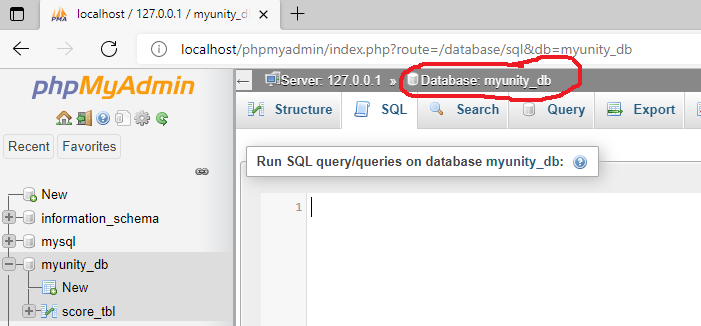 localhost / 127.0.0.1 / myunity_d
localhost/phpmyadmin/index.php?route=/database/sql&db=myunity_db
phpMyAdmin
Server: 127.0.0.1 » Database: myunity_db
Structure SQL Search Query Export
Recent Favorites
Run SQL query/queries on database myunity_db:
New
information_schema
mysql
myunity_db
New
score_tbl
1